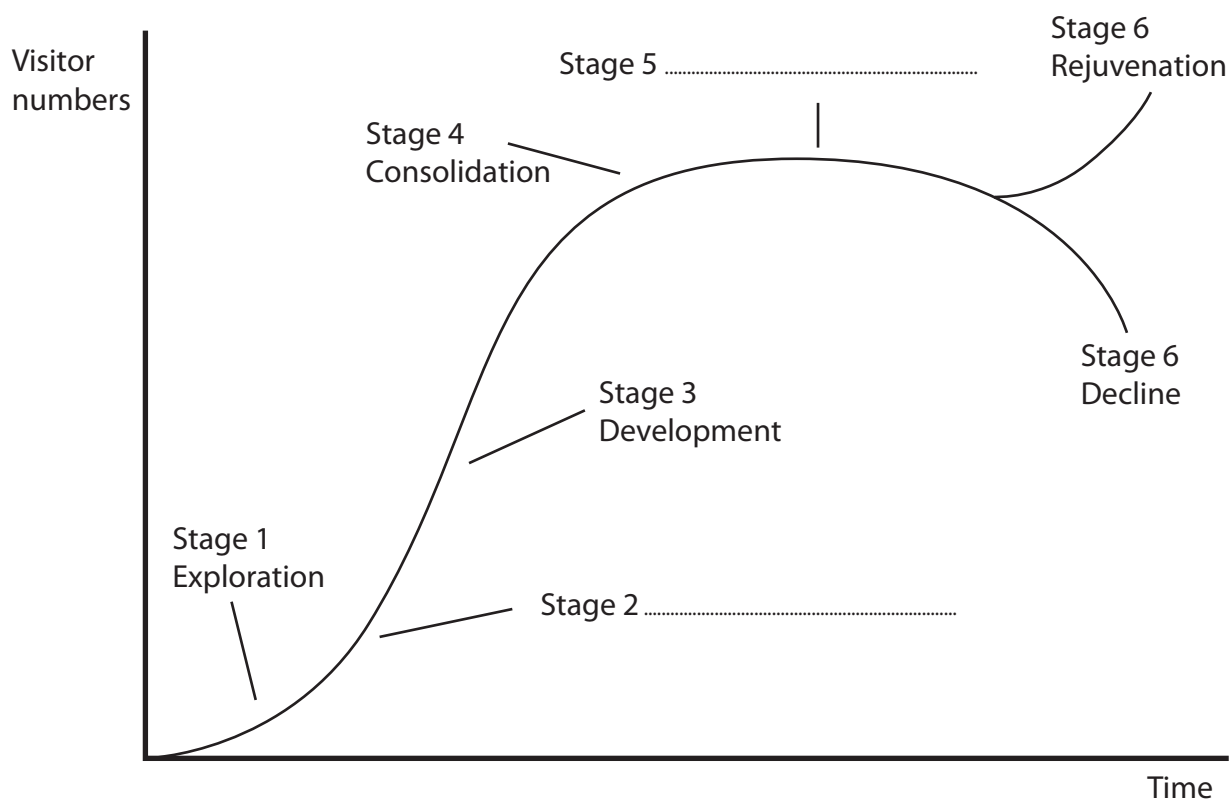 Visitor
numbers
Stage 5 ..........................................................
Stage 6
Rejuvenation
Stage 4
Consolidation
Stage 6
Decline
Stage 3
Development
Stage 1
Exploration
Stage 2 ..........................................................
Time